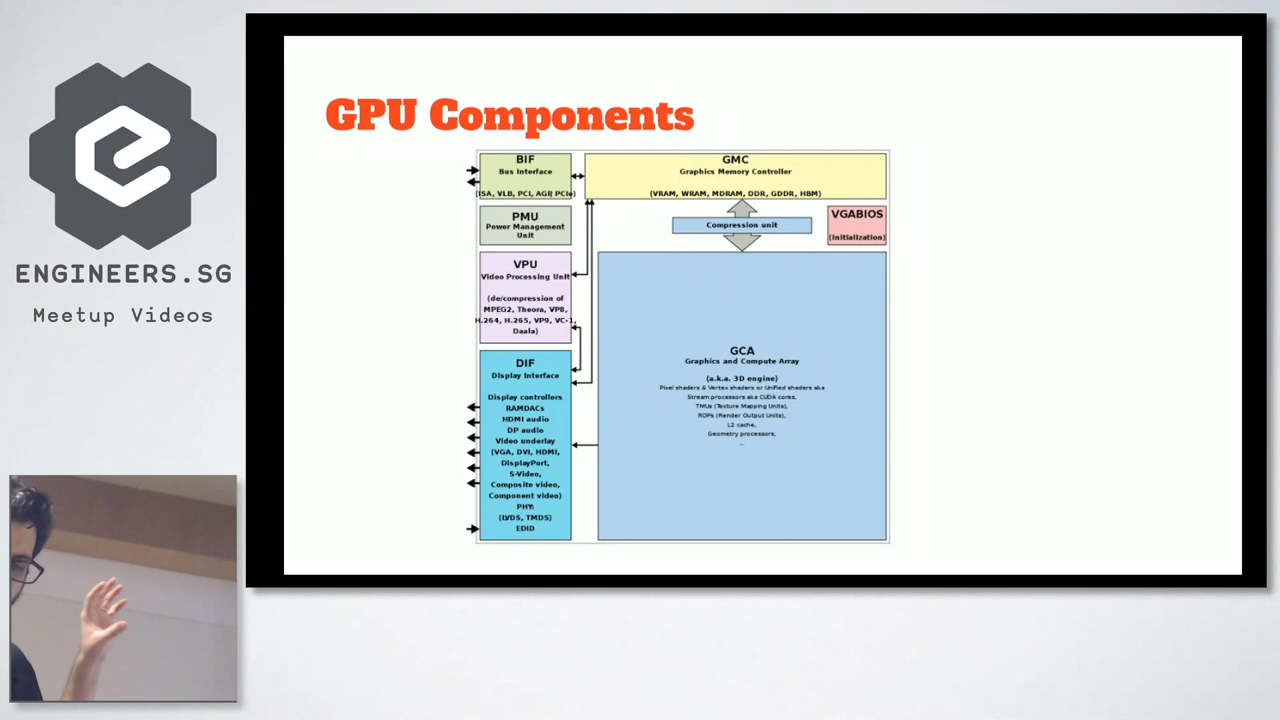 ENGINEERS.SG
Meetup Videos
GPU Components
BIF
Bus Interface
(ISA, VLB, PCI, AGP, PCIe)
GMC
Graphics Memory Controller
(VRAM, WRAM, MDRAM, DDR, GDDR, HBM)
PMU
Power Management
Unit
Compression unit
VGABIOS
(initialization)
VPU
Video Processing Unit
(de/compression of
MPEG2, Theora, VP8,
H.264, H.265, VP9, VC-1,
Daala)
DIF
Display Interface
Display controllers
RAMDACs
HDMI audio
DP audio
Video underlay
(VGA, DVI, HDMI,
DisplayPort,
S-Video,
Composite video,
Component video)
PHY:
(LVDS, TMDS)
EDID
GCA
Graphics and Compute Array
(a.k.a. 3D engine)
Pixel shaders & Vertex shaders or Unified shaders aka
Stream processors aka CUDA cores,
TMUs (Texture Mapping Units),
ROPs (Render Output Units),
L2 cache,
Geometry processors,
...